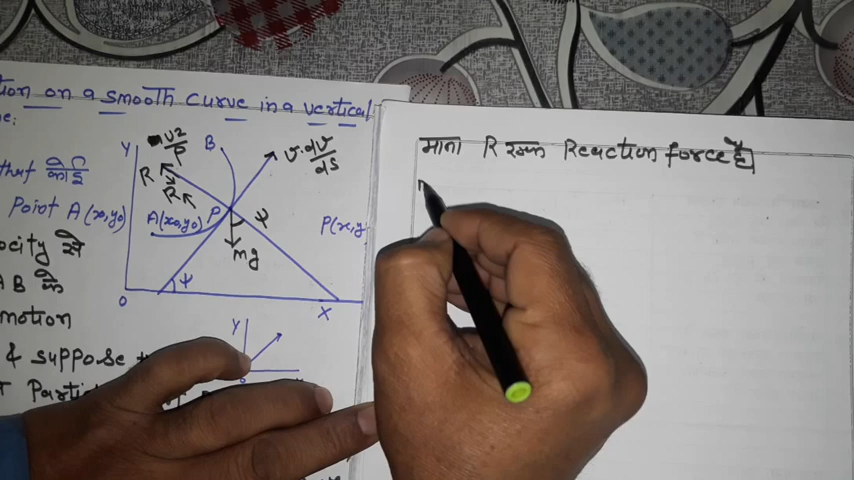 tion on a smooth curve in a vertical
ne:
that कोई
Point A(x0,y0)
ocity से
AB के
motion
& suppose t
Parti
Y
v²/ρ
B
v.dv/ds
R
R
A(x0,y0)
P
ψ
P(x,y
mg
ψ
O
X
Y
माना R एक Reaction force है